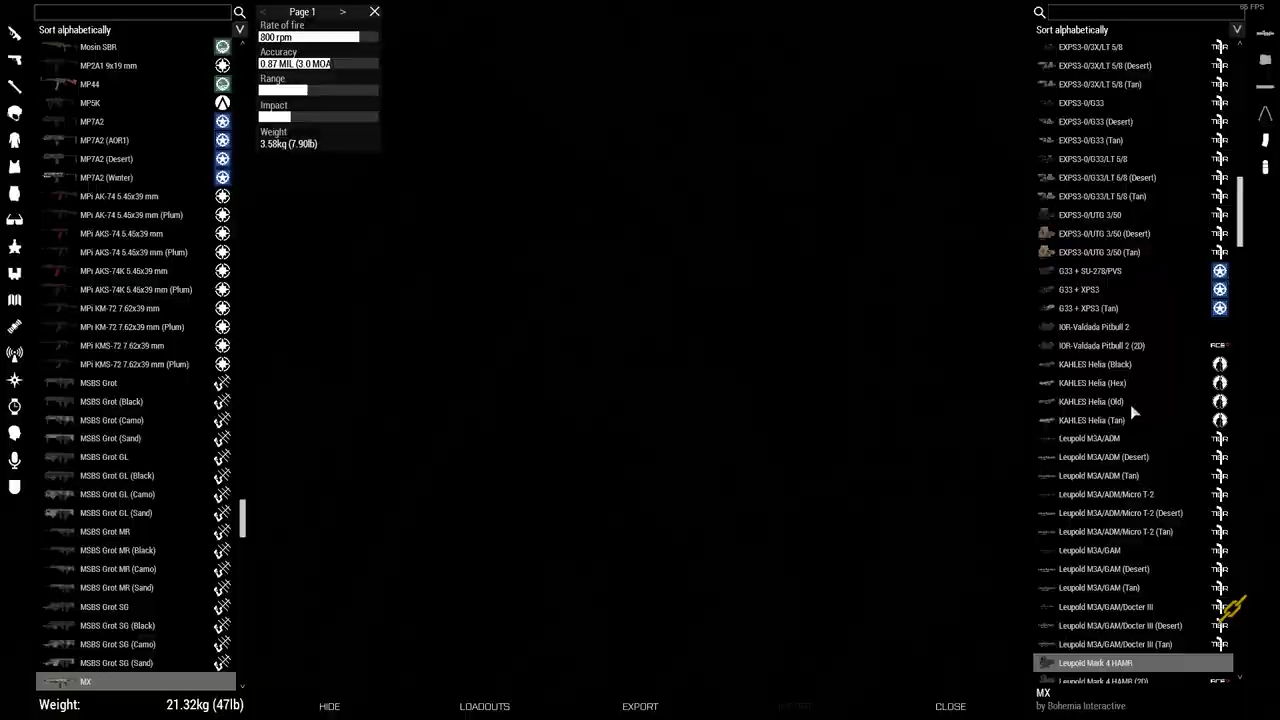 Sort alphabetically
Mosin SBR
MP2A1 9x19 mm
MP44
MP5K
MP7A2
MP7A2 (AOR1)
MP7A2 (Desert)
MP7A2 (Winter)
MPi AK-74 5.45x39 mm
MPi AK-74 5.45x39 mm (Plum)
MPi AKS-74 5.45x39 mm
MPi AKS-74 5.45x39 mm (Plum)
MPi AKS-74K 5.45x39 mm
MPi AKS-74K 5.45x39 mm (Plum)
MPi KM-72 7.62x39 mm
MPi KM-72 7.62x39 mm (Plum)
MPi KMS-72 7.62x39 mm
MPi KMS-72 7.62x39 mm (Plum)
MSBS Grot
MSBS Grot (Black)
MSBS Grot (Camo)
MSBS Grot (Sand)
MSBS Grot GL
MSBS Grot GL (Black)
MSBS Grot GL (Camo)
MSBS Grot GL (Sand)
MSBS Grot MR
MSBS Grot MR (Black)
MSBS Grot MR (Camo)
MSBS Grot MR (Sand)
MSBS Grot SG
MSBS Grot SG (Black)
MSBS Grot SG (Camo)
MSBS Grot SG (Sand)
MX
Weight: 21.32kg (47lb)
< Page 1 >
Rate of fire
800 rpm
Accuracy
0.87 MIL (3.0 MOA
Range
Impact
Weight
3.58kg (7.90lb)
HIDE
LOADOUTS
EXPORT
IMPORT
CLOSE
65 FPS
Sort alphabetically
EXPS3-0/3X/LT 5/8
EXPS3-0/3X/LT 5/8 (Desert)
EXPS3-0/3X/LT 5/8 (Tan)
EXPS3-0/G33
EXPS3-0/G33 (Desert)
EXPS3-0/G33 (Tan)
EXPS3-0/G33/LT 5/8
EXPS3-0/G33/LT 5/8 (Desert)
EXPS3-0/G33/LT 5/8 (Tan)
EXPS3-0/UTG 3/50
EXPS3-0/UTG 3/50 (Desert)
EXPS3-0/UTG 3/50 (Tan)
G33 + SU-278/PVS
G33 + XPS3
G33 + XPS3 (Tan)
IOR-Valdada Pitbull 2
IOR-Valdada Pitbull 2 (2D)
KAHLES Helia (Black)
KAHLES Helia (Hex)
KAHLES Helia (Old)
KAHLES Helia (Tan)
Leupold M3A/ADM
Leupold M3A/ADM (Desert)
Leupold M3A/ADM (Tan)
Leupold M3A/ADM/Micro T-2
Leupold M3A/ADM/Micro T-2 (Desert)
Leupold M3A/ADM/Micro T-2 (Tan)
Leupold M3A/GAM
Leupold M3A/GAM (Desert)
Leupold M3A/GAM (Tan)
Leupold M3A/GAM/Docter III
Leupold M3A/GAM/Docter III (Desert)
Leupold M3A/GAM/Docter III (Tan)
Leupold Mark 4 HAMR
Leupold Mark 4 HAMR (2D)
MX
by Bohemia Interactive